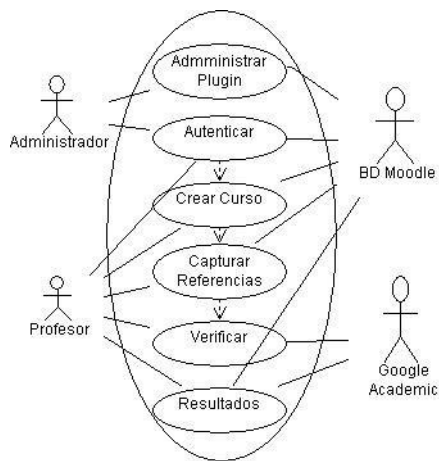 Admministrar
Plugin
Administrador
Autenticar
BD Moodle
Crear Curso
Capturar
Referencias
Profesor
Verificar
Google
Academic
Resultados